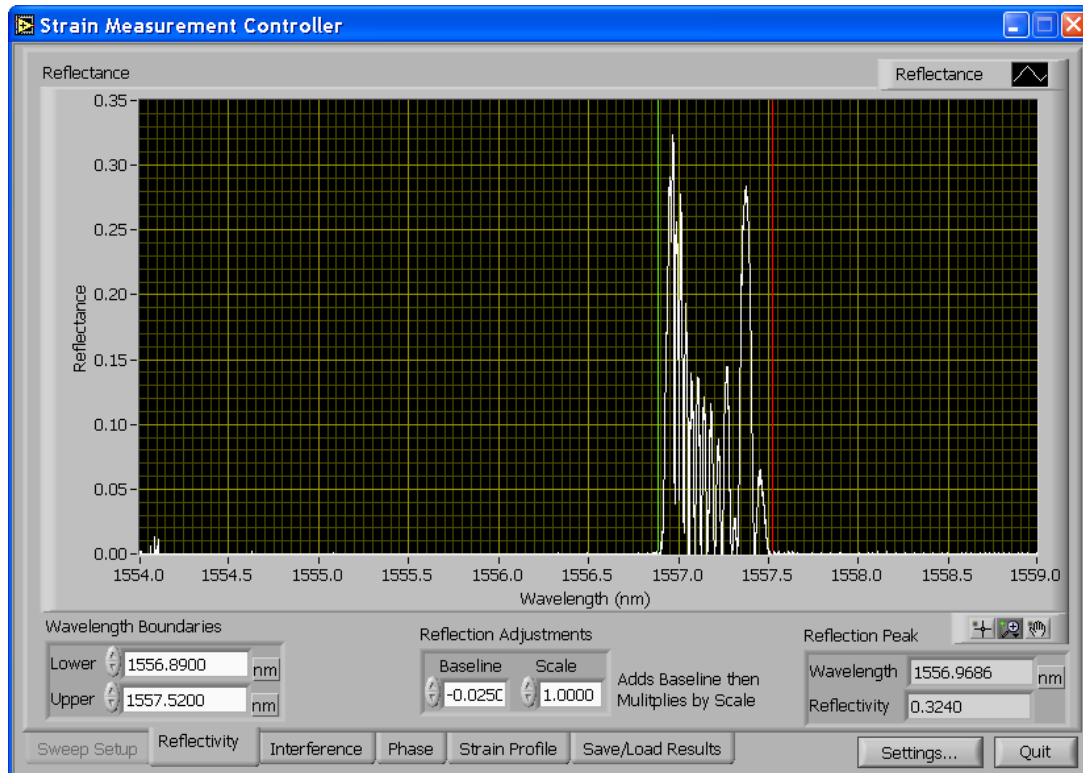 Strain Measurement Controller
Reflectance
Reflectance
0.35
0.30
0.25
0.20
0.15
0.10
0.05
0.00
Reflectance
1554.0 1554.5 1555.0 1555.5 1556.0 1556.5 1557.0 1557.5 1558.0 1558.5 1559.0
Wavelength (nm)
Wavelength Boundaries
Lower 1556.8900 nm
Upper 1557.5200 nm
Reflection Adjustments
Baseline Scale
-0.0250 1.0000
Adds Baseline then
Mulitplies by Scale
Reflection Peak
Wavelength 1556.9686 nm
Reflectivity 0.3240
Sweep Setup Reflectivity Interference Phase Strain Profile Save/Load Results Settings... Quit